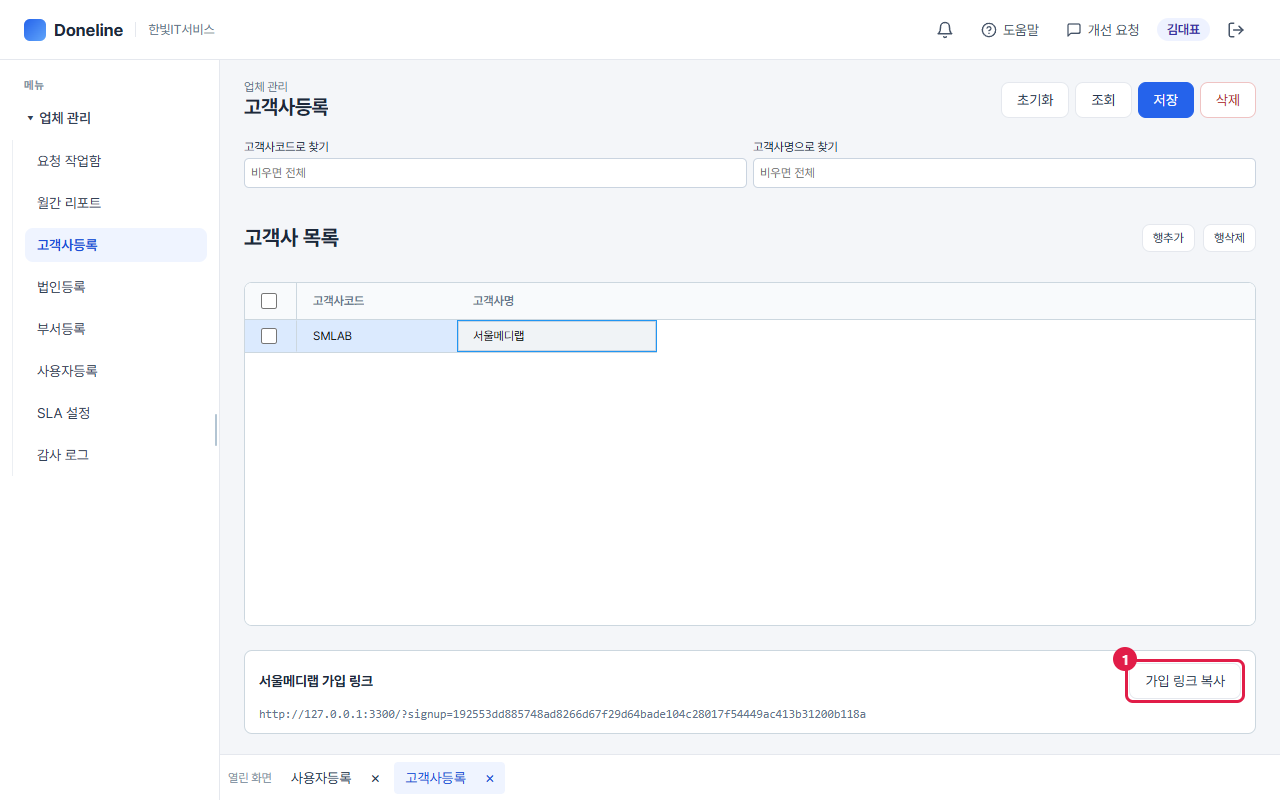 Doneline 한빛IT서비스 도움말 개선 요청 김대표
메뉴
업체 관리
요청 작업함
월간 리포트
고객사등록
법인등록
부서등록
사용자등록
SLA 설정
감사 로그
업체 관리
고객사등록
초기화 조회 저장 삭제
고객사코드로 찾기 고객사명으로 찾기
비우면 전체 비우면 전체
고객사 목록 행추가 행삭제
고객사코드 고객사명
SMLAB 서울메디랩
1
서울메디랩 가입 링크 가입 링크 복사
http://127.0.0.1:3300/?signup=192553dd885748ad8266d67f29d64bade104c28017f54449ac413b31200b118a
열린 화면 사용자등록 × 고객사등록 ×